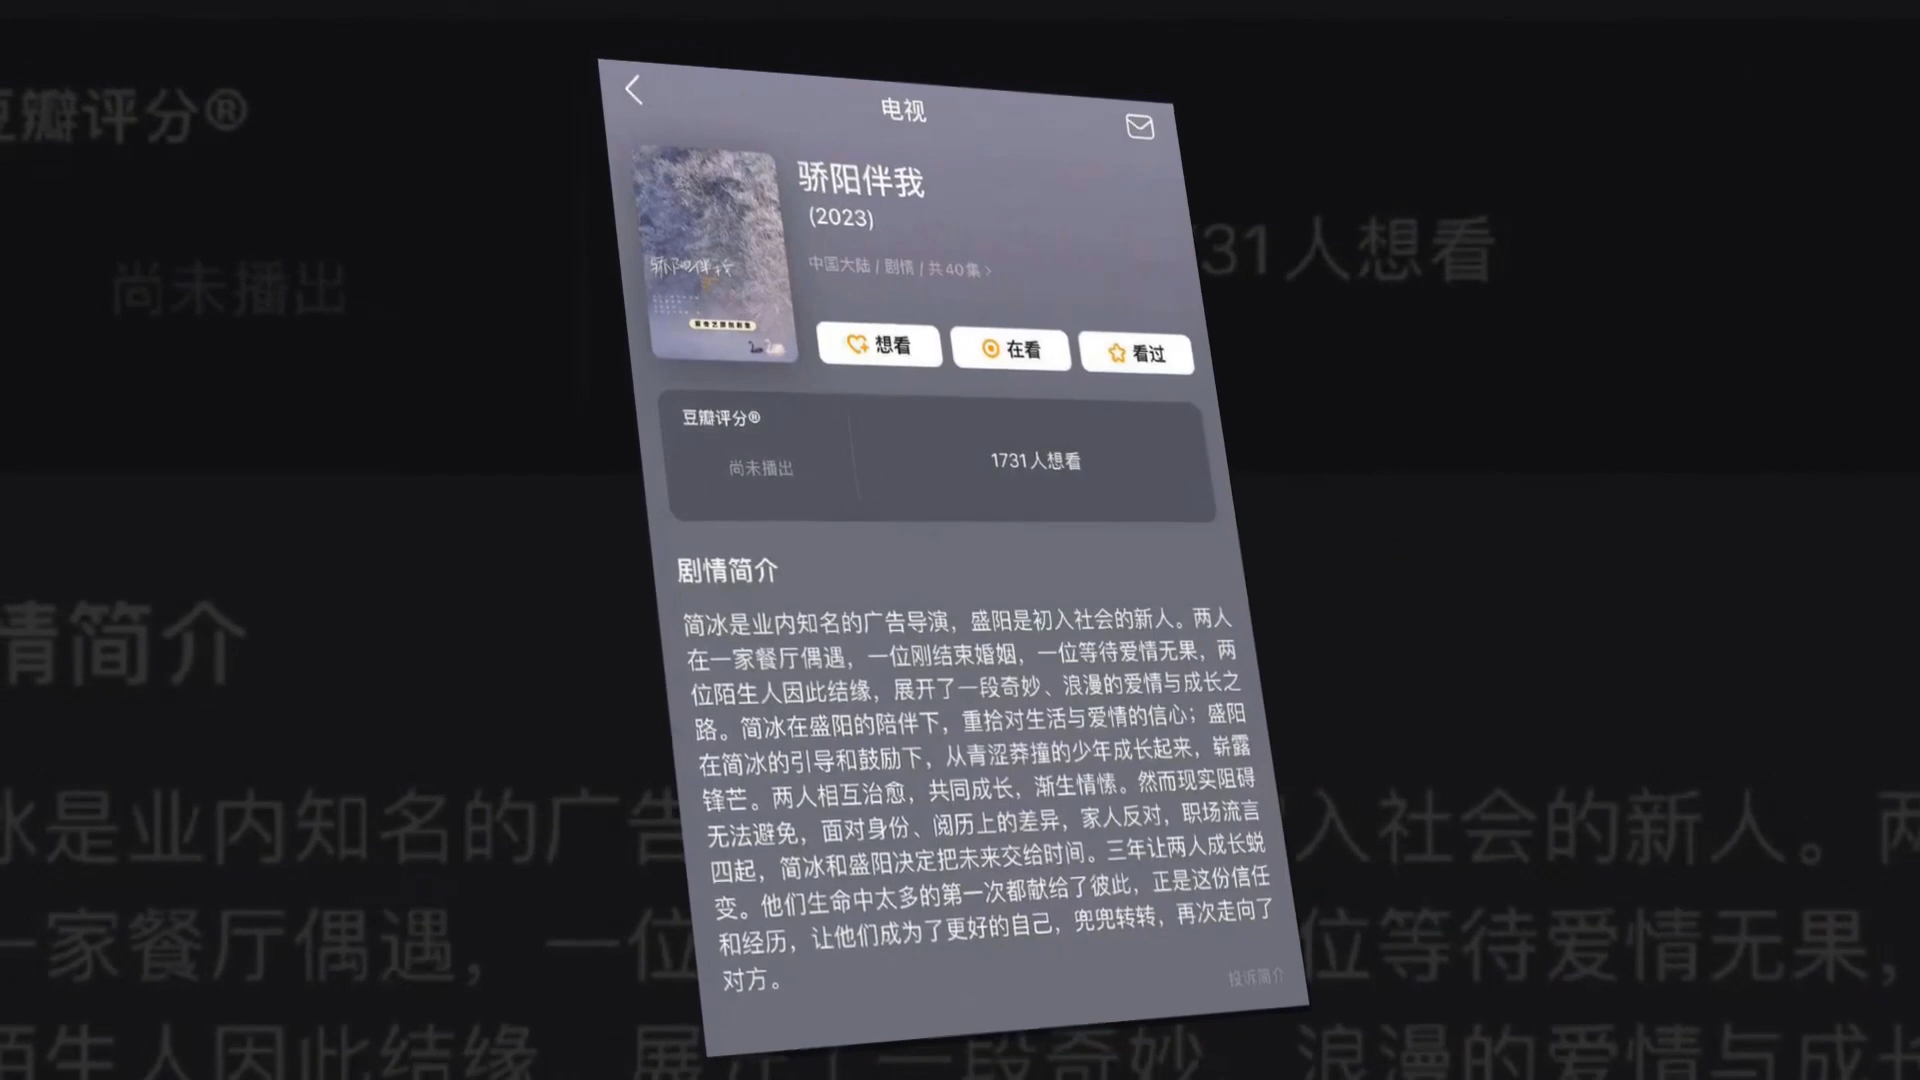 电视
骄阳伴我
(2023)
中国大陆 / 剧情 / 共40集 >
骄阳伴我
想看
在看
看过
豆瓣评分®
尚未播出
1731人想看
剧情简介
简冰是业内知名的广告导演，盛阳是初入社会的新人。两人
在一家餐厅偶遇，一位刚结束婚姻，一位等待爱情无果，两
位陌生人因此结缘，展开了一段奇妙、浪漫的爱情与成长之
路。简冰在盛阳的陪伴下，重拾对生活与爱情的信心；盛阳
在简冰的引导和鼓励下，从青涩莽撞的少年成长起来，崭露
锋芒。两人相互治愈，共同成长，渐生情愫。然而现实阻碍
无法避免，面对身份、阅历上的差异，家人反对，职场流言
四起，简冰和盛阳决定把未来交给时间。三年让两人成长蜕
变。他们生命中太多的第一次都献给了彼此，正是这份信任
和经历，让他们成为了更好的自己，兜兜转转，再次走向了
对方。
投诉简介
豆瓣评分®
尚未播出
31人想看
情简介
冰是业内知名的广告
入社会的新人。两
一家餐厅偶遇，一位
位等待爱情无果，
陌生人因此结缘，展开了一段奇妙、浪漫的爱情与成长